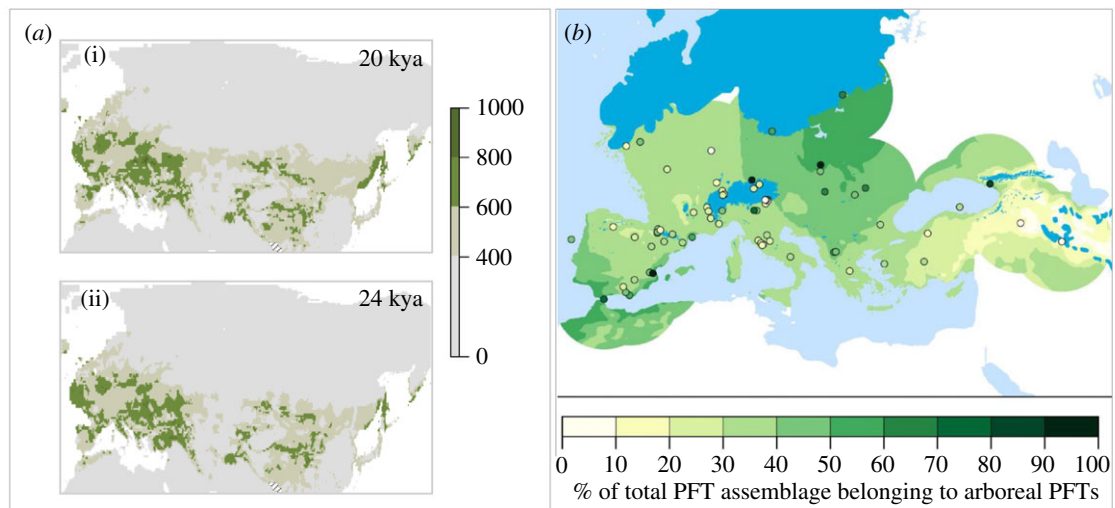 (a)
(i)
20 kya
1000
800
600
400
0
(ii)
24 kya
(b)
0 10 20 30 40 50 60 70 80 90 100
% of total PFT assemblage belonging to arboreal PFTs